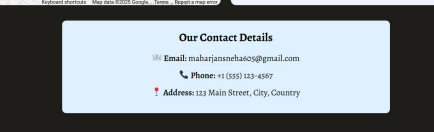 Keyboard shortcuts Map data ©2025 Google Terms Report a map error
Our Contact Details
Email: maharjansneha605@gmail.com
Phone: +1 (555) 123-4567
Address: 123 Main Street, City, Country